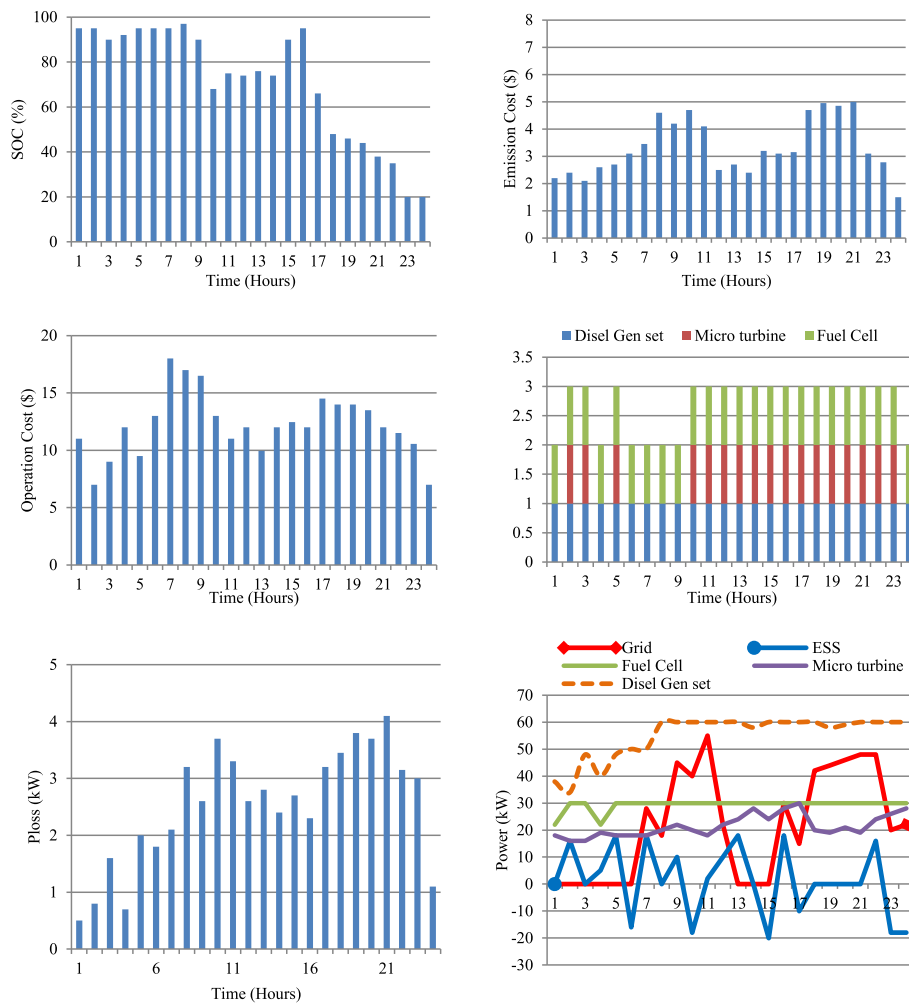 100
80
60
40
20
0
SOC (%)
1 3 5 7 9 11 13 15 17 19 21 23
Time (Hours)
8
7
6
5
4
3
2
1
0
Emission Cost ($)
1 3 5 7 9 11 13 15 17 19 21 23
Time (Hours)
20
15
10
5
0
Operation Cost ($)
1 3 5 7 9 11 13 15 17 19 21 23
Time (Hours)
Disel Gen set Micro turbine Fuel Cell
3.5
3
2.5
2
1.5
1
0.5
0
1 3 5 7 9 11 13 15 17 19 21 23
Time (Hours)
5
4
3
2
1
0
Ploss (kW)
1 6 11 16 21
Time (Hours)
Grid ESS
Fuel Cell Micro turbine
Disel Gen set
70
60
50
40
30
20
10
0
-10
-20
-30
Power (kW)
1 3 5 7 9 11 13 15 17 19 21 23